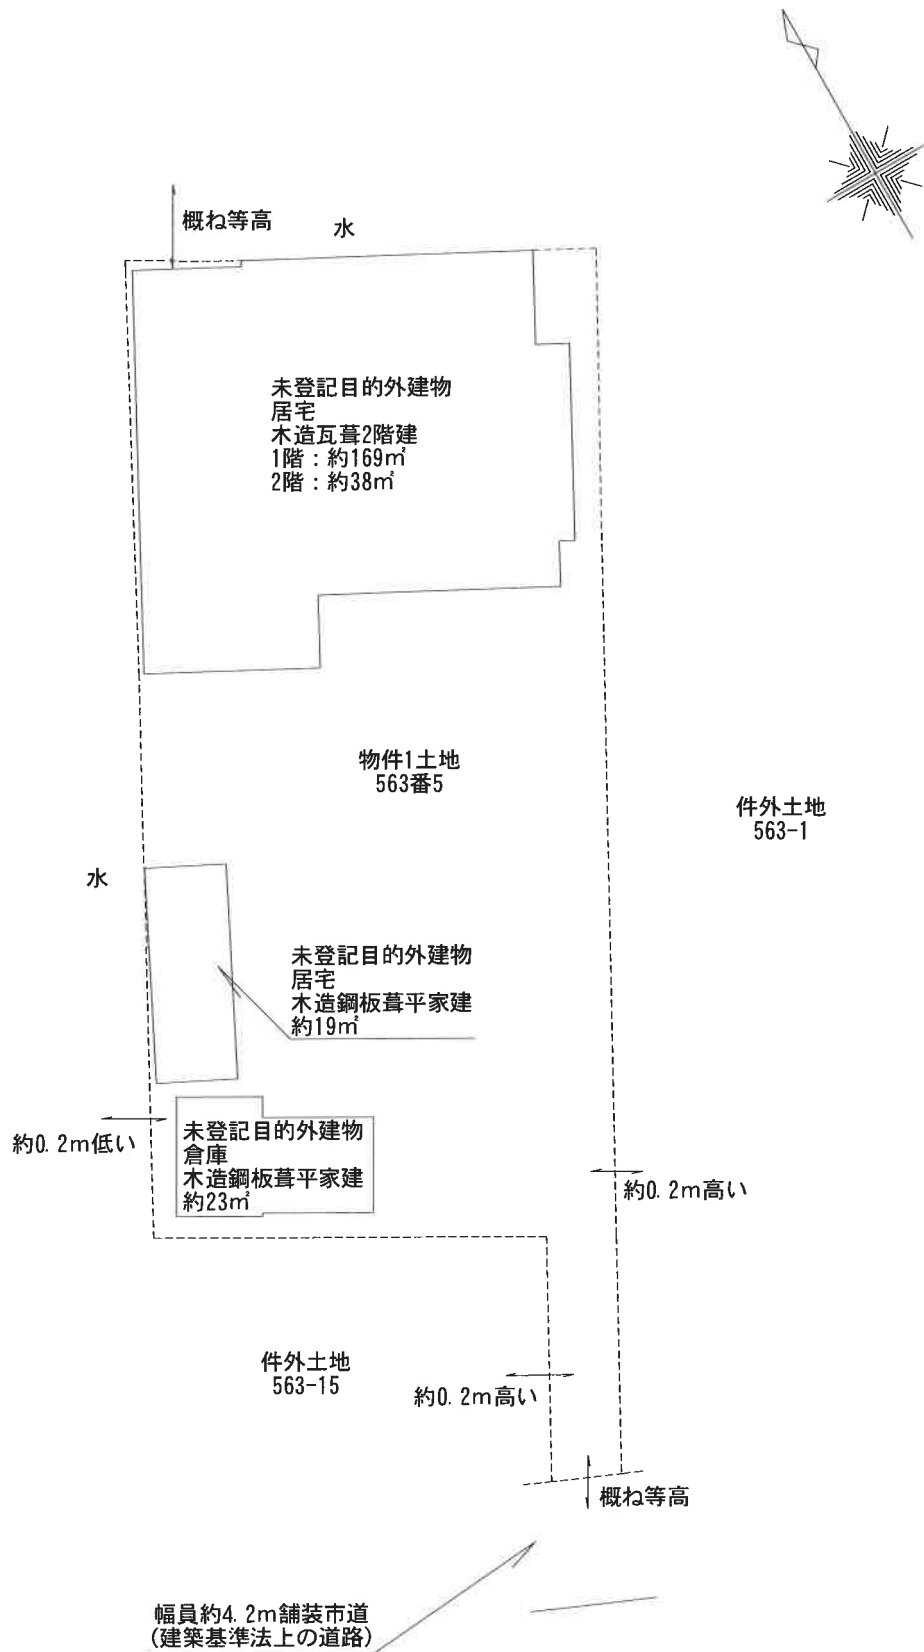 概ね等高
水
未登記目的外建物
居宅
木造瓦葺2階建
1階：約169㎡
2階：約38㎡
物件1土地
563番5
件外土地
563-1
水
未登記目的外建物
居宅
木造鋼板葺平家建
約19㎡
約0.2m低い
未登記目的外建物
倉庫
木造鋼板葺平家建
約23㎡
約0.2m高い
件外土地
563-15
約0.2m高い
概ね等高
幅員約4.2m舗装市道
(建築基準法上の道路)